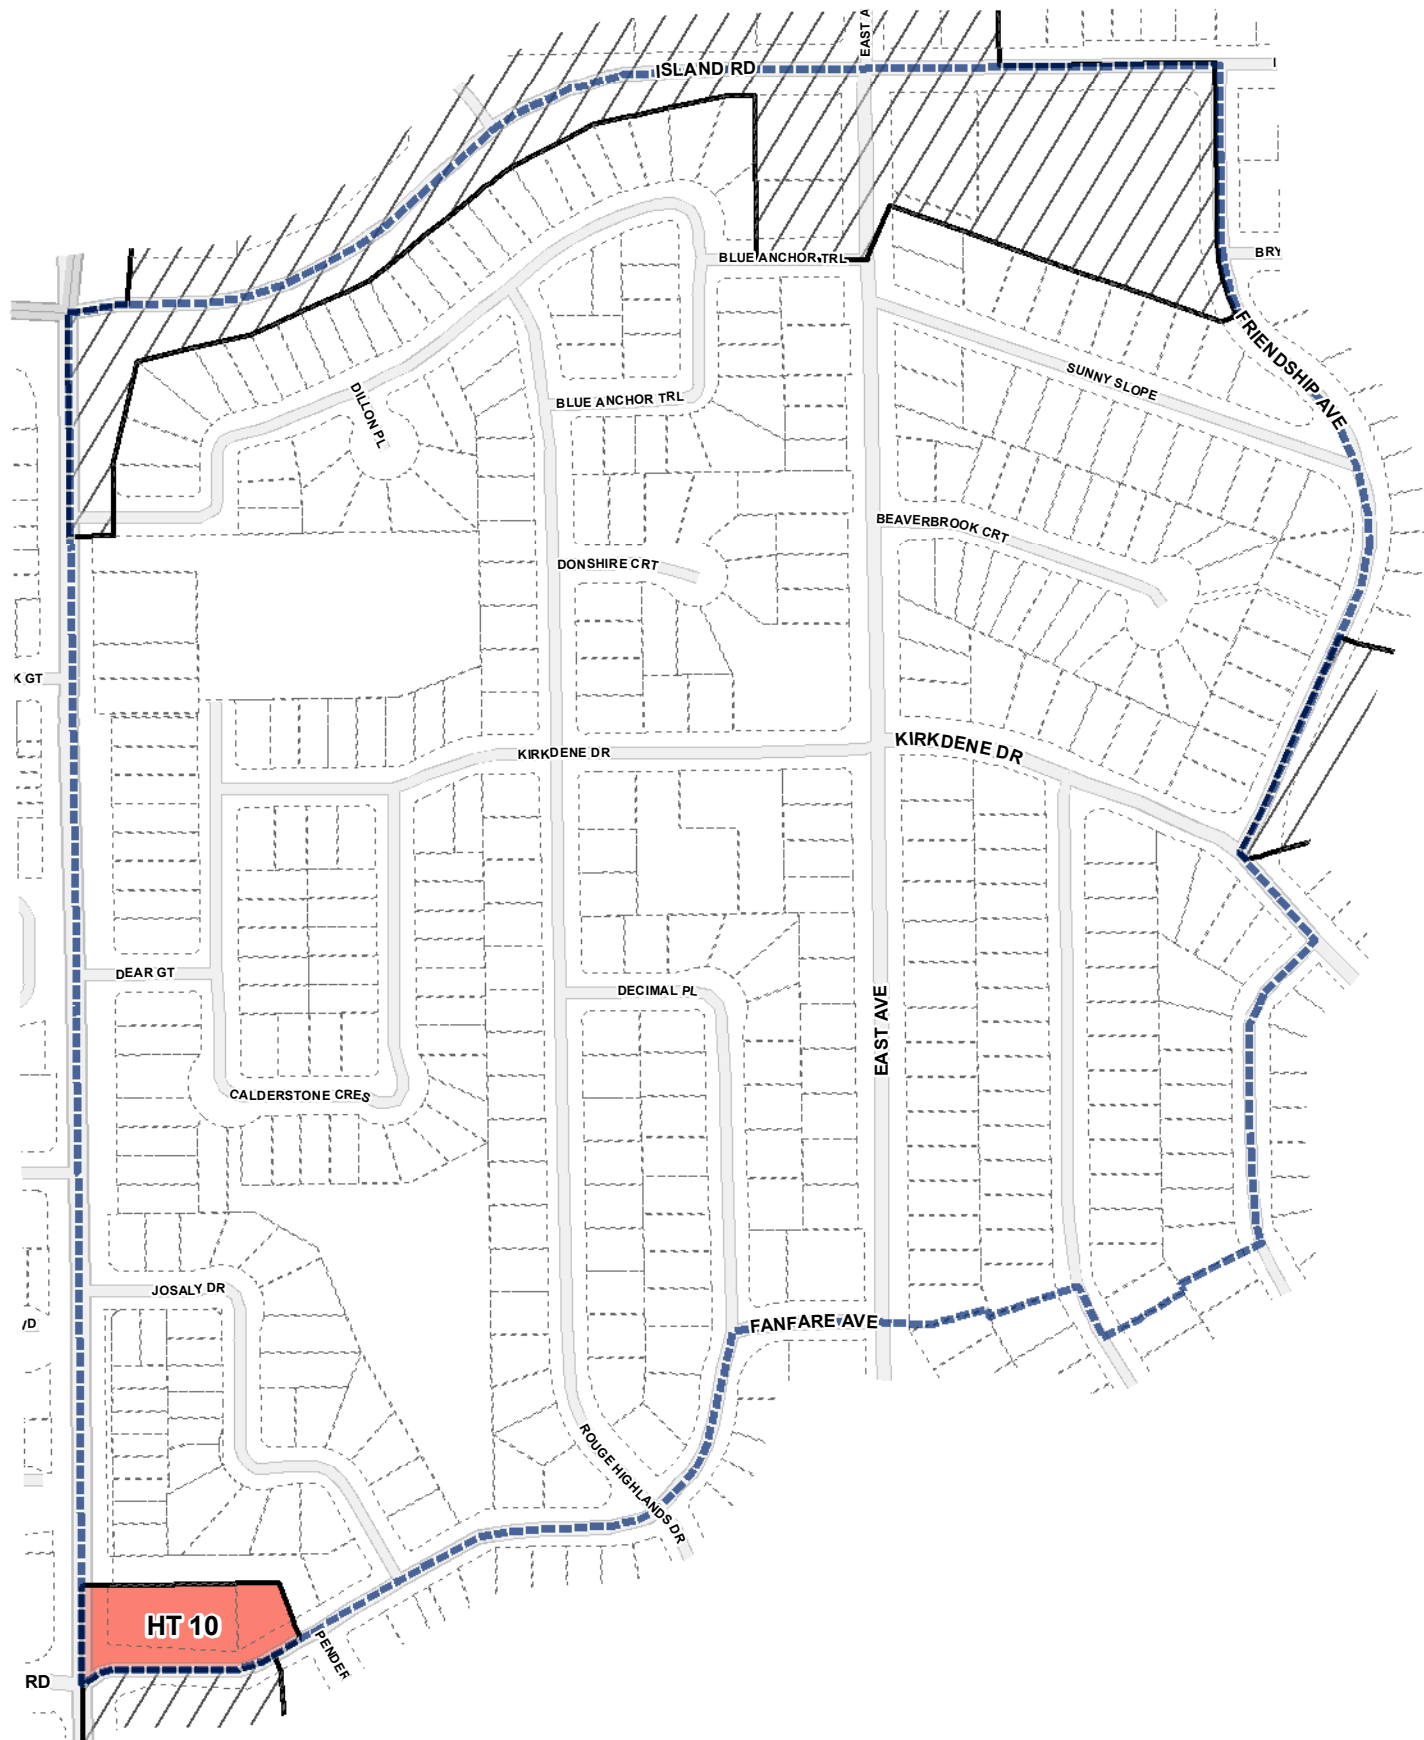 EAST A
ISLAND RD
BLUE ANCHOR TRL
BRY
FRIENDSHIP AVE
SUNNY SLOPE
DILLON PL
BLUE ANCHOR TRL
BEAVERBROOK CRT
DONSHIRE CRT
K GT
KIRKDENE DR
KIRKDENE DR
DEAR GT
DECIMAL PL
EAST AVE
CALDERSTONE CRES
JOSALY DR
FANFARE AVE
ROUGE HIGHLANDS DR
HT 10
PENDER
RD